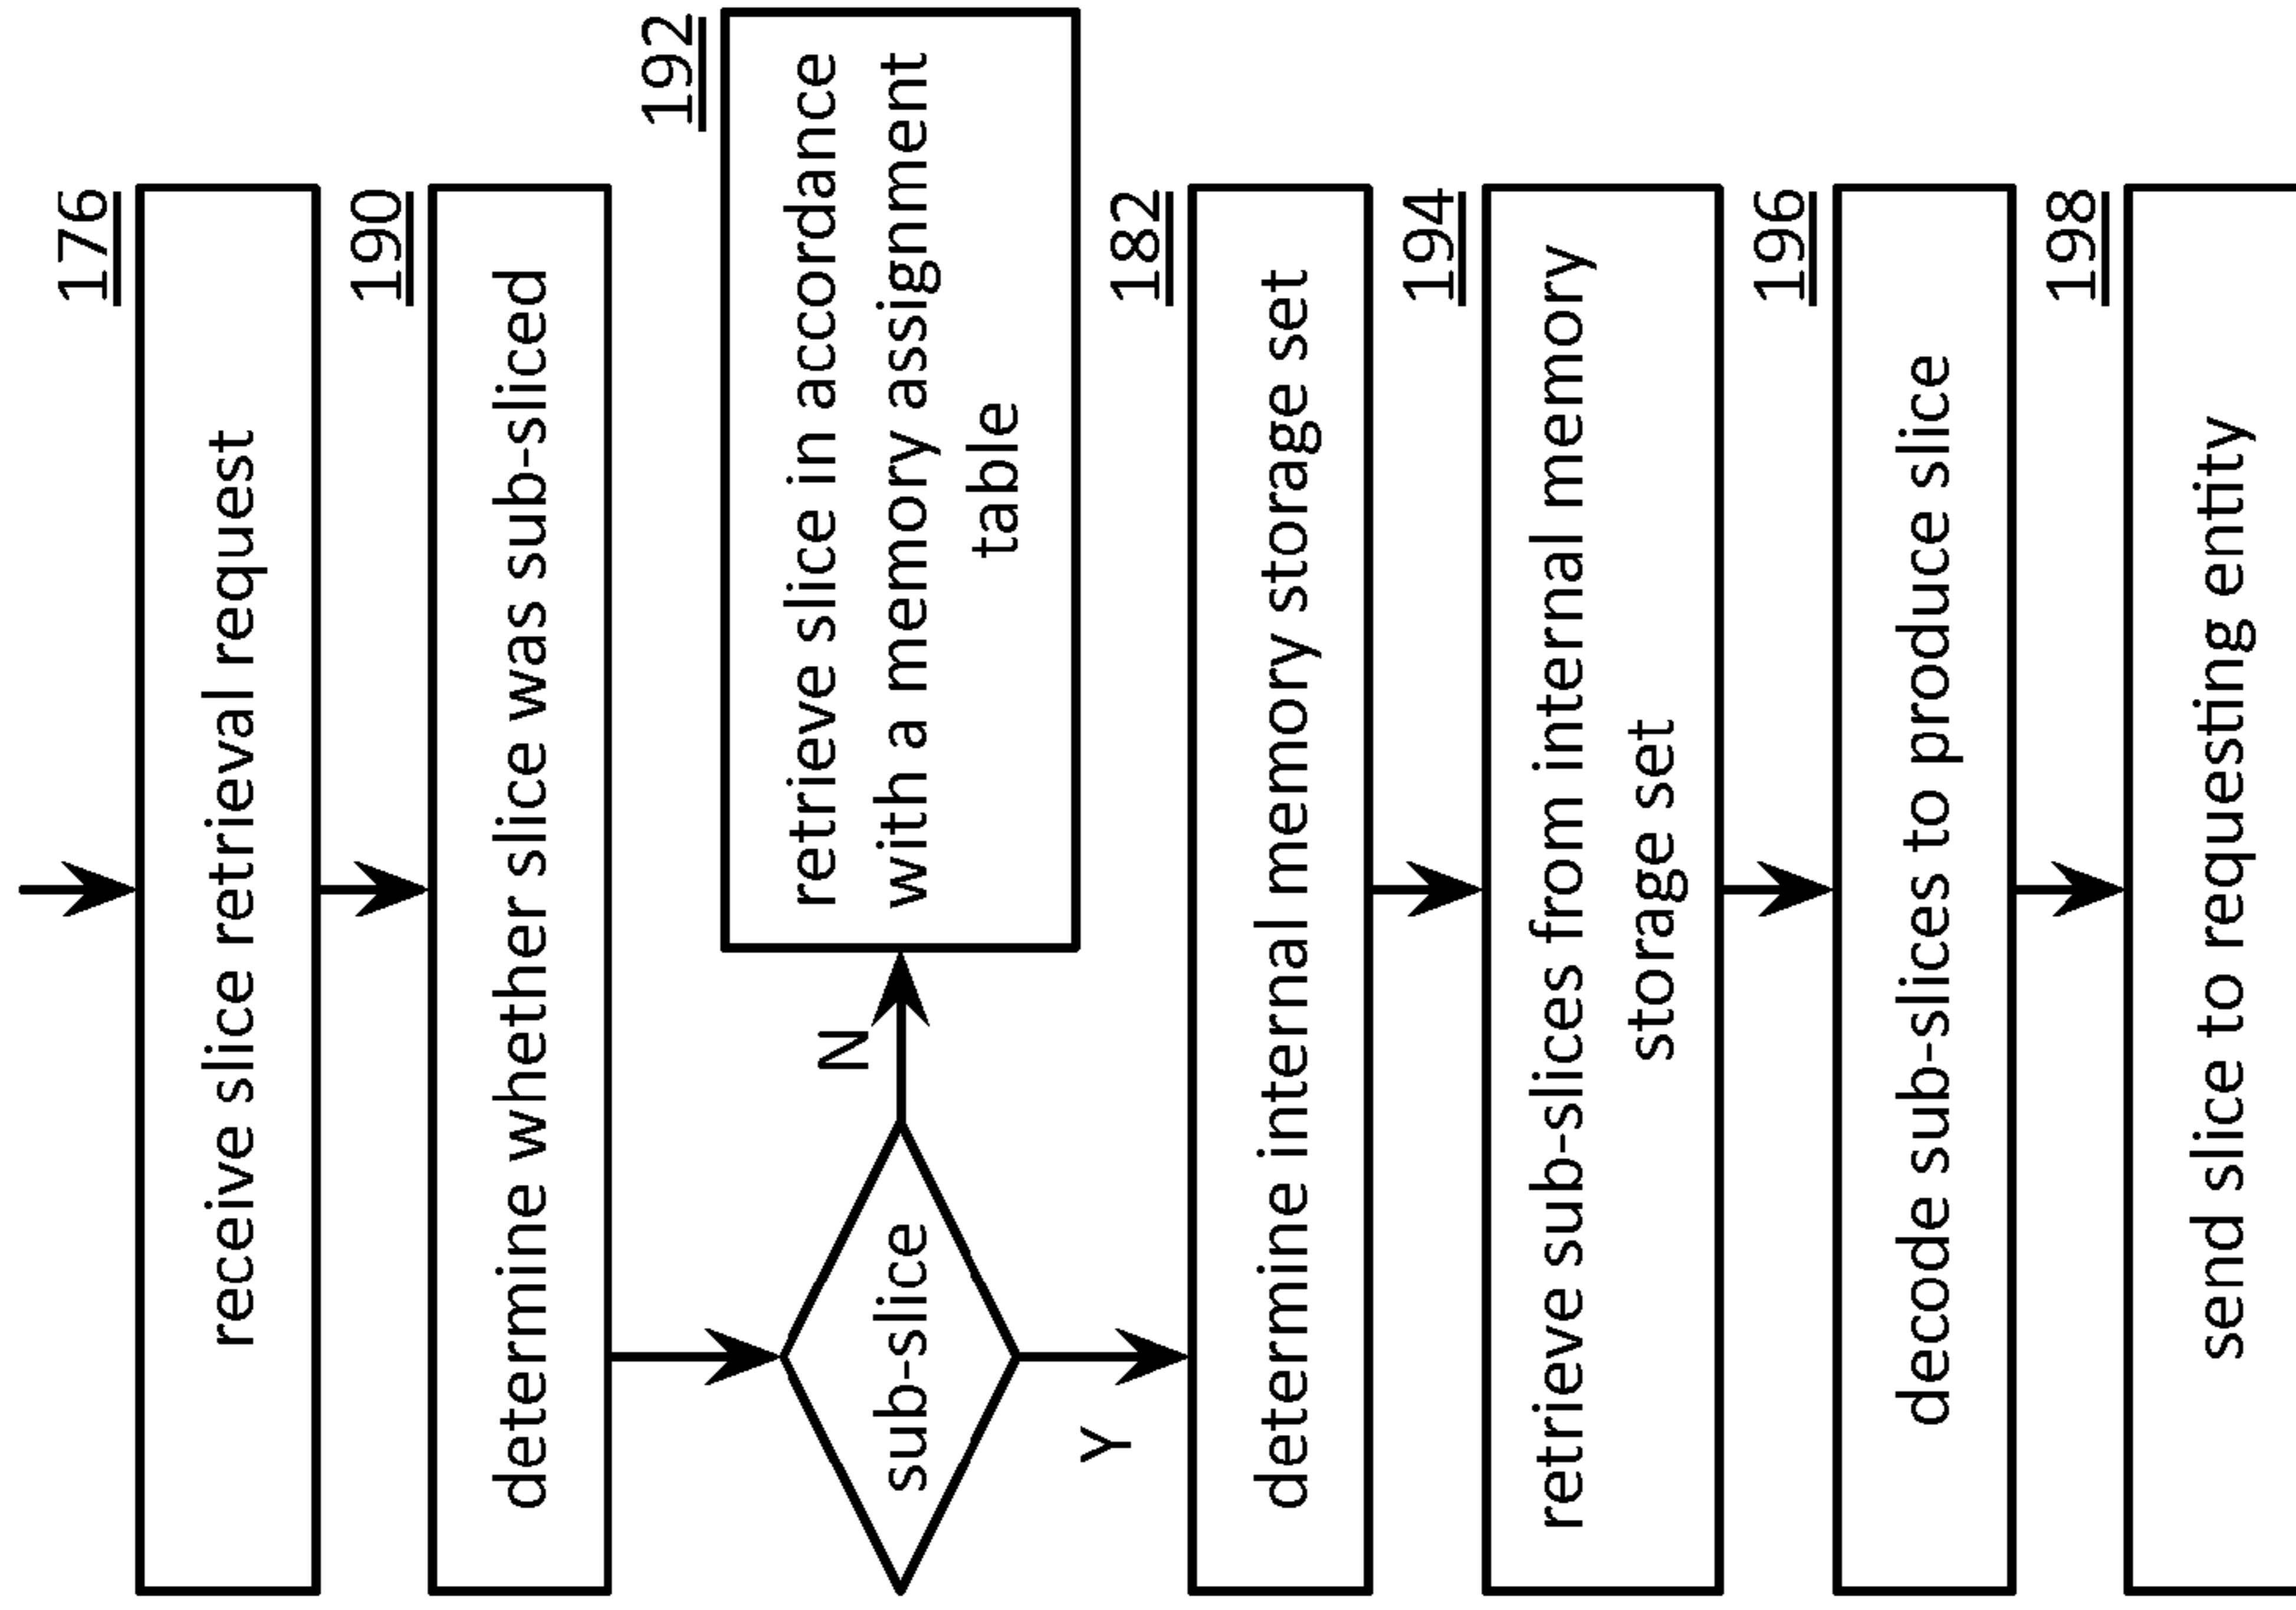 176
receive slice retrieval request
190
determine whether slice was sub-sliced
sub-slice
N
192
retrieve slice in accordance
with a memory assignment
table
Y
182
determine internal memory storage set
194
retrieve sub-slices from internal memory
storage set
196
decode sub-slices to produce slice
198
send slice to requesting entity